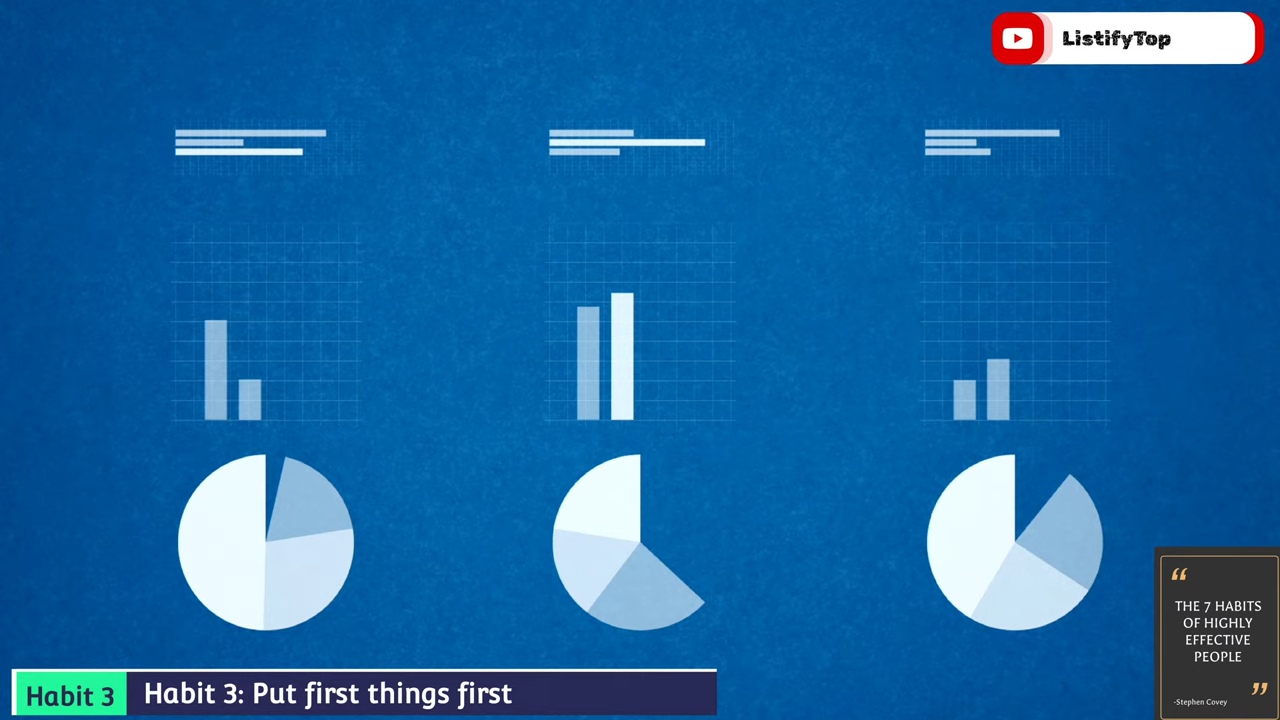 ListifyTop
“
THE 7 HABITS
OF HIGHLY
EFFECTIVE
PEOPLE
”
-Stephen Covey
Habit 3
Habit 3: Put first things first